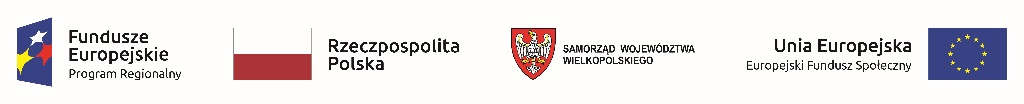 Fundusze
Europejskie
Program Regionalny
Rzeczpospolita
Polska
SAMORZĄD WOJEWÓDZTWA
WIELKOPOLSKIEGO
Unia Europejska
Europejski Fundusz Społeczny